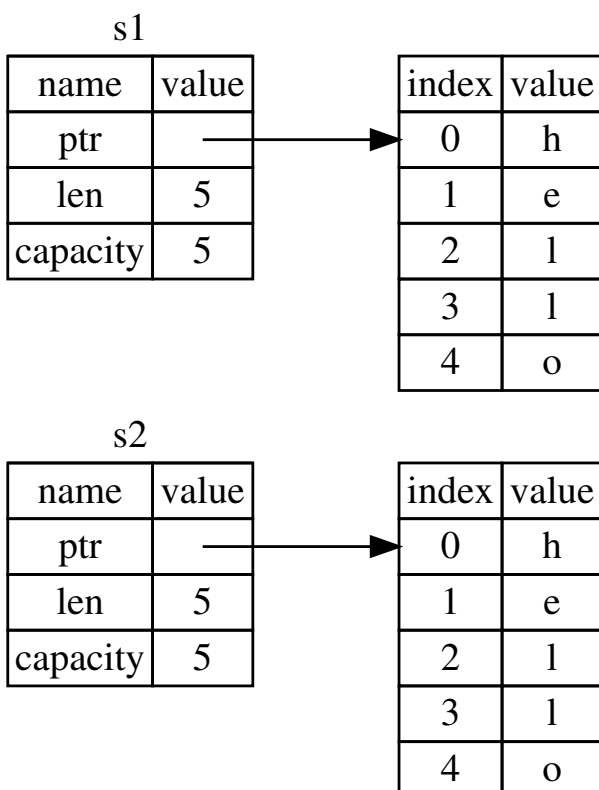 s1
name value
ptr
len 5
capacity 5
index value
0 h
1 e
2 l
3 l
4 o
s2
name value
ptr
len 5
capacity 5
index value
0 h
1 e
2 l
3 l
4 o